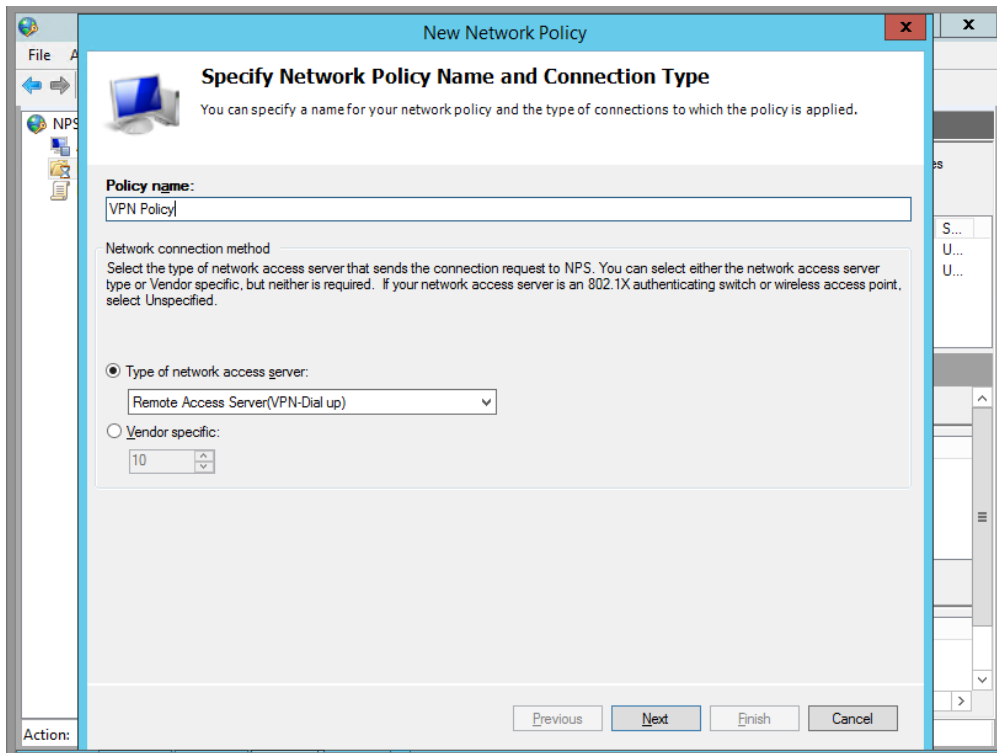 New Network Policy
x
x
File
A
NPS
Specify Network Policy Name and Connection Type
You can specify a name for your network policy and the type of connections to which the policy is applied.
es
Policy name:
VPN Policy
S...
U...
U...
Network connection method
Select the type of network access server that sends the connection request to NPS. You can select either the network access server
type or Vendor specific, but neither is required.  If your network access server is an 802.1X authenticating switch or wireless access point,
select Unspecified.
Type of network access server:
Remote Access Server(VPN-Dial up)
Vendor specific:
10
Previous
Next
Finish
Cancel
Action: